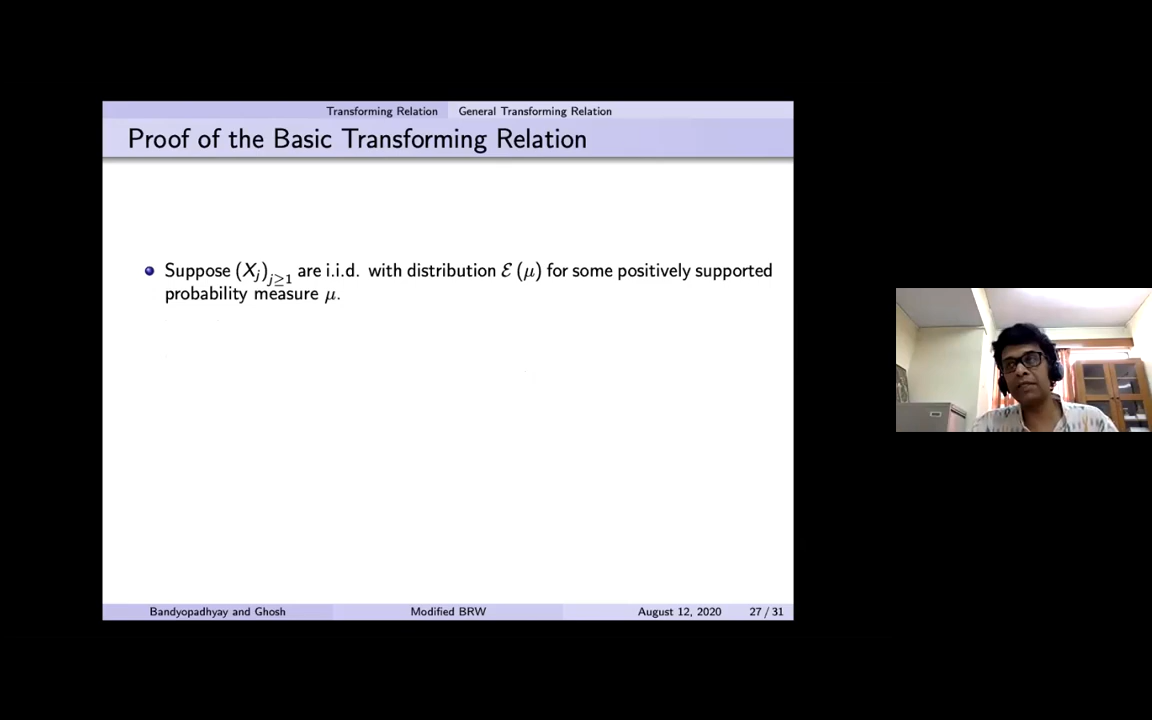 Transforming Relation General Transforming Relation
Proof of the Basic Transforming Relation
Suppose (X_j)_{j≥1} are i.i.d. with distribution ℰ (μ) for some positively supported
probability measure μ.
Bandyopadhyay and Ghosh Modified BRW August 12, 2020 27 / 31